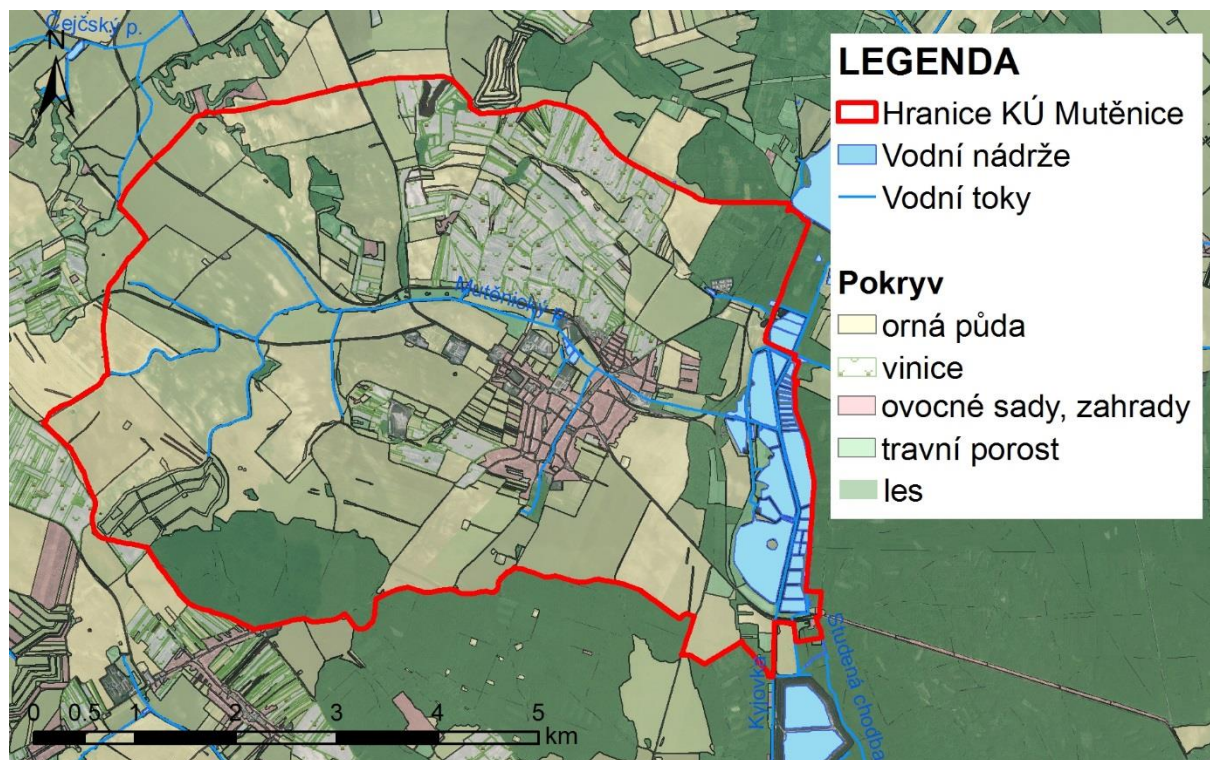 Čejčský p.
N
LEGENDA
Hranice KÚ Mutěnice
Vodní nádrže
Vodní toky
Pokryv
orná půda
vinice
ovocné sady, zahrady
travní porost
les
Mutěnický p.
Kyjovka
Studená chodba
0 0.5 1 2 3 4 5
km